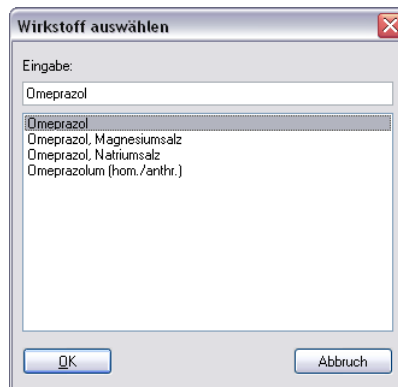 Wirkstoff auswählen
Eingabe:
Omeprazol
Omeprazol
Omeprazol, Magnesiumsalz
Omeprazol, Natriumsalz
Omeprazolum (hom./anthr.)
OK
Abbruch